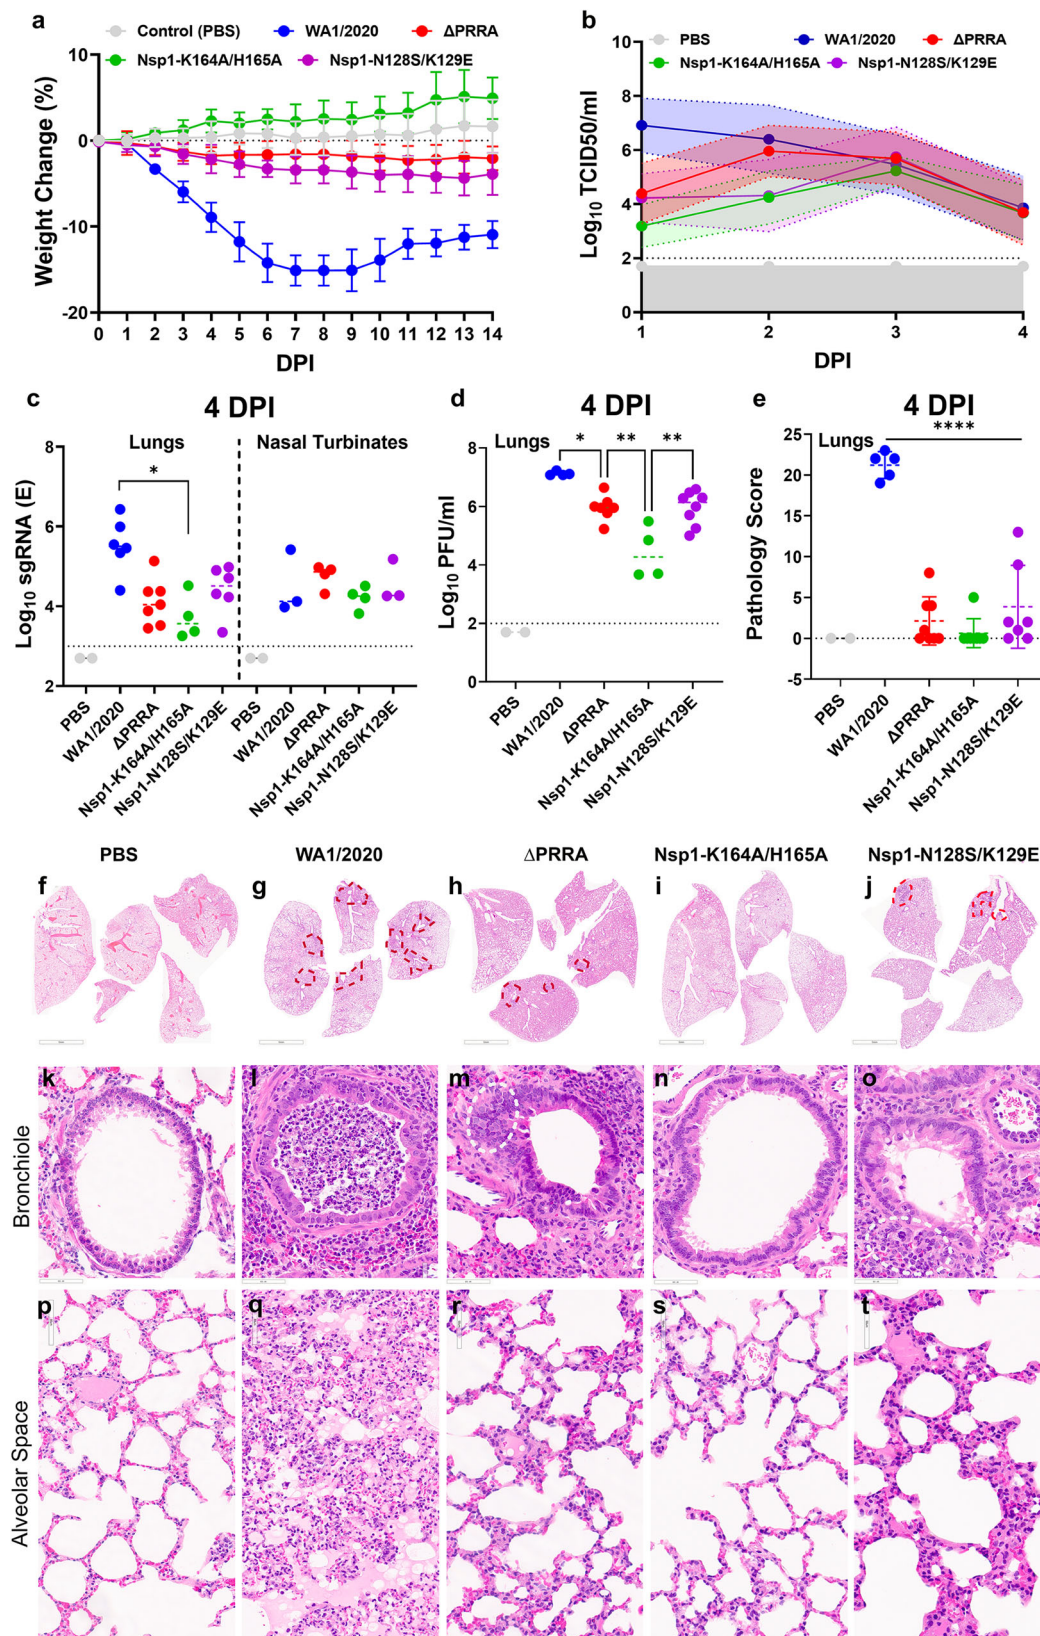 a
Control (PBS) WA1/2020 ΔPRRA
Nsp1-K164A/H165A Nsp1-N128S/K129E
Weight Change (%)
10
0
-10
-20
0 1 2 3 4 5 6 7 8 9 10 11 12 13 14
DPI
b
PBS WA1/2020 ΔPRRA
Nsp1-K164A/H165A Nsp1-N128S/K129E
Log10 TCID50/ml
10
8
6
4
2
0
1 2 3 4
DPI
c
4 DPI
Lungs Nasal Turbinates
*
Log10 sgRNA (E)
8
6
4
2
PBS
WA1/2020
ΔPRRA
Nsp1-K164A/H165A
Nsp1-N128S/K129E
PBS
WA1/2020
ΔPRRA
Nsp1-K164A/H165A
Nsp1-N128S/K129E
d
4 DPI
Lungs
* ** **
Log10 PFU/ml
8
6
4
2
0
PBS
WA1/2020
ΔPRRA
Nsp1-K164A/H165A
Nsp1-N128S/K129E
e
4 DPI
Lungs
****
Pathology Score
25
20
15
10
5
0
-5
PBS
WA1/2020
ΔPRRA
Nsp1-K164A/H165A
Nsp1-N128S/K129E
PBS WA1/2020 ΔPRRA Nsp1-K164A/H165A Nsp1-N128S/K129E
f g h i j
Bronchiole
k l m n o
Alveolar Space
p q r s t